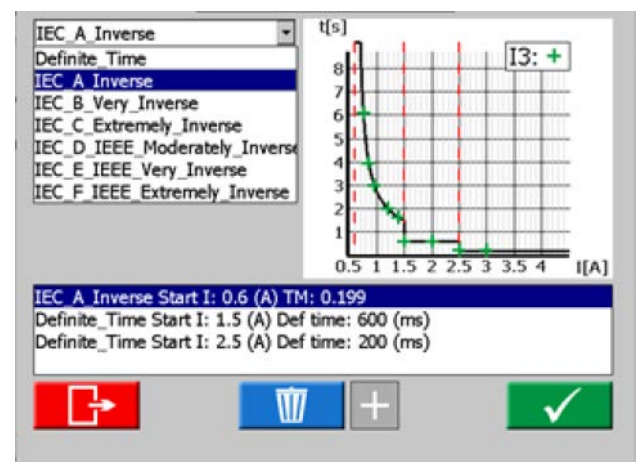 IEC_A_Inverse
Definite_Time
IEC_A_Inverse
IEC_B_Very_Inverse
IEC_C_Extremely_Inverse
IEC_D_IEEE_Moderately_Inverse
IEC_E_IEEE_Very_Inverse
IEC_F_IEEE_Extremely_Inverse
t[s]
I3: +
8
7
6
5
4
3
2
1
0.5 1 1.5 2 2.5 3 3.5 4 I[A]
IEC_A_Inverse Start I: 0.6 (A) TM: 0.199
Definite_Time Start I: 1.5 (A) Def time: 600 (ms)
Definite_Time Start I: 2.5 (A) Def time: 200 (ms)